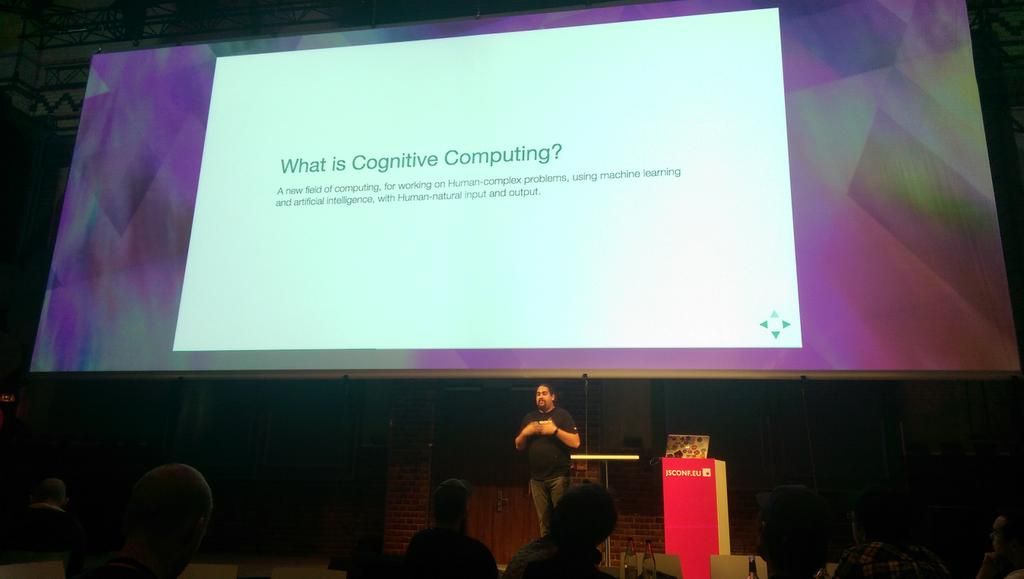 What is Cognitive Computing?
A new field of computing, for working on Human-complex problems, using machine learning
and artificial intelligence, with Human-natural input and output.
JSCONF.EU